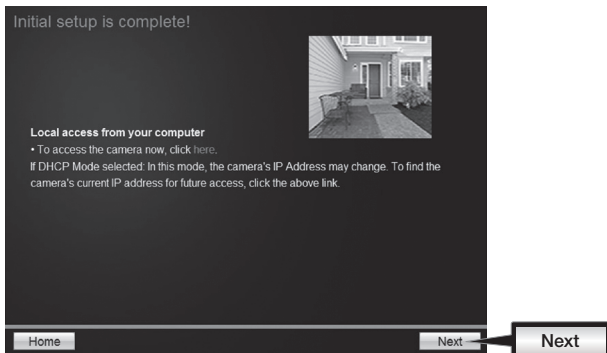 Initial setup is complete!
Local access from your computer
• To access the camera now, click here.
If DHCP Mode selected: In this mode, the camera's IP Address may change. To find the
camera's current IP address for future access, click the above link.
Home
Next
Next